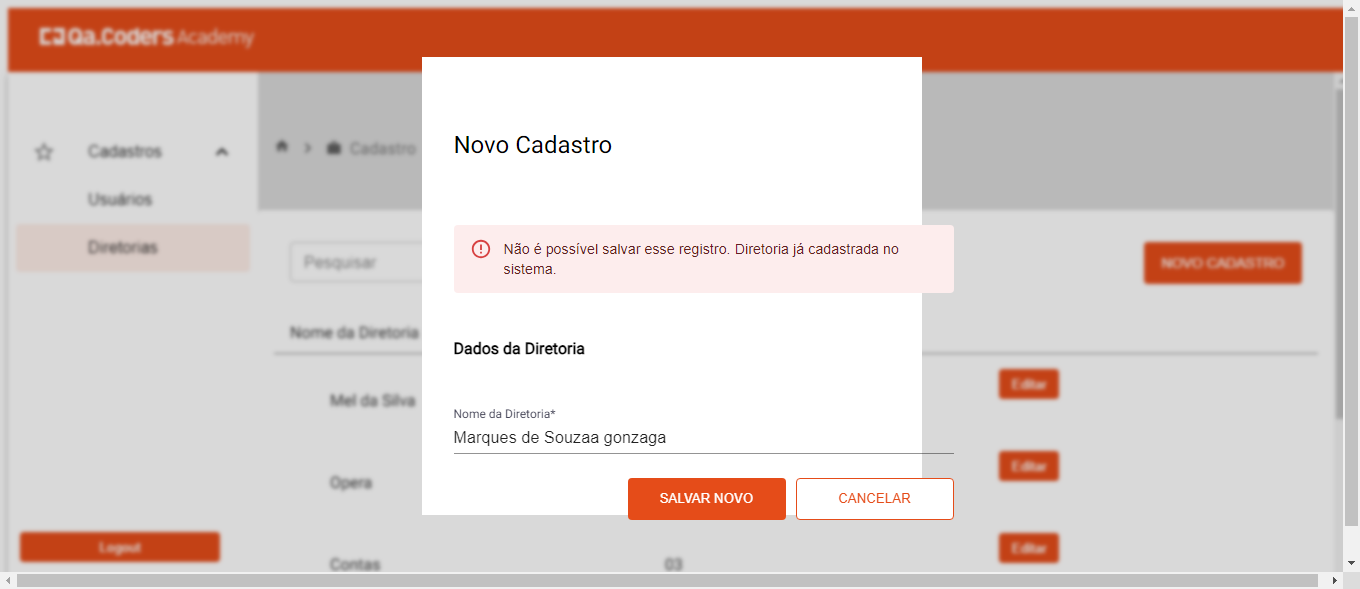 Qa.Coders Academy
Novo Cadastro
Cadastros
Cadastro
Usuários
Diretorias
Não é possível salvar esse registro. Diretoria já cadastrada no
sistema.
Pesquisar
NOVO CADASTRO
Nome da Diretoria
Dados da Diretoria
Mel da Silva
Editar
Nome da Diretoria*
Marques de Souzaa gonzaga
Opera
Editar
SALVAR NOVO
CANCELAR
Logout
Contas
03
Editar